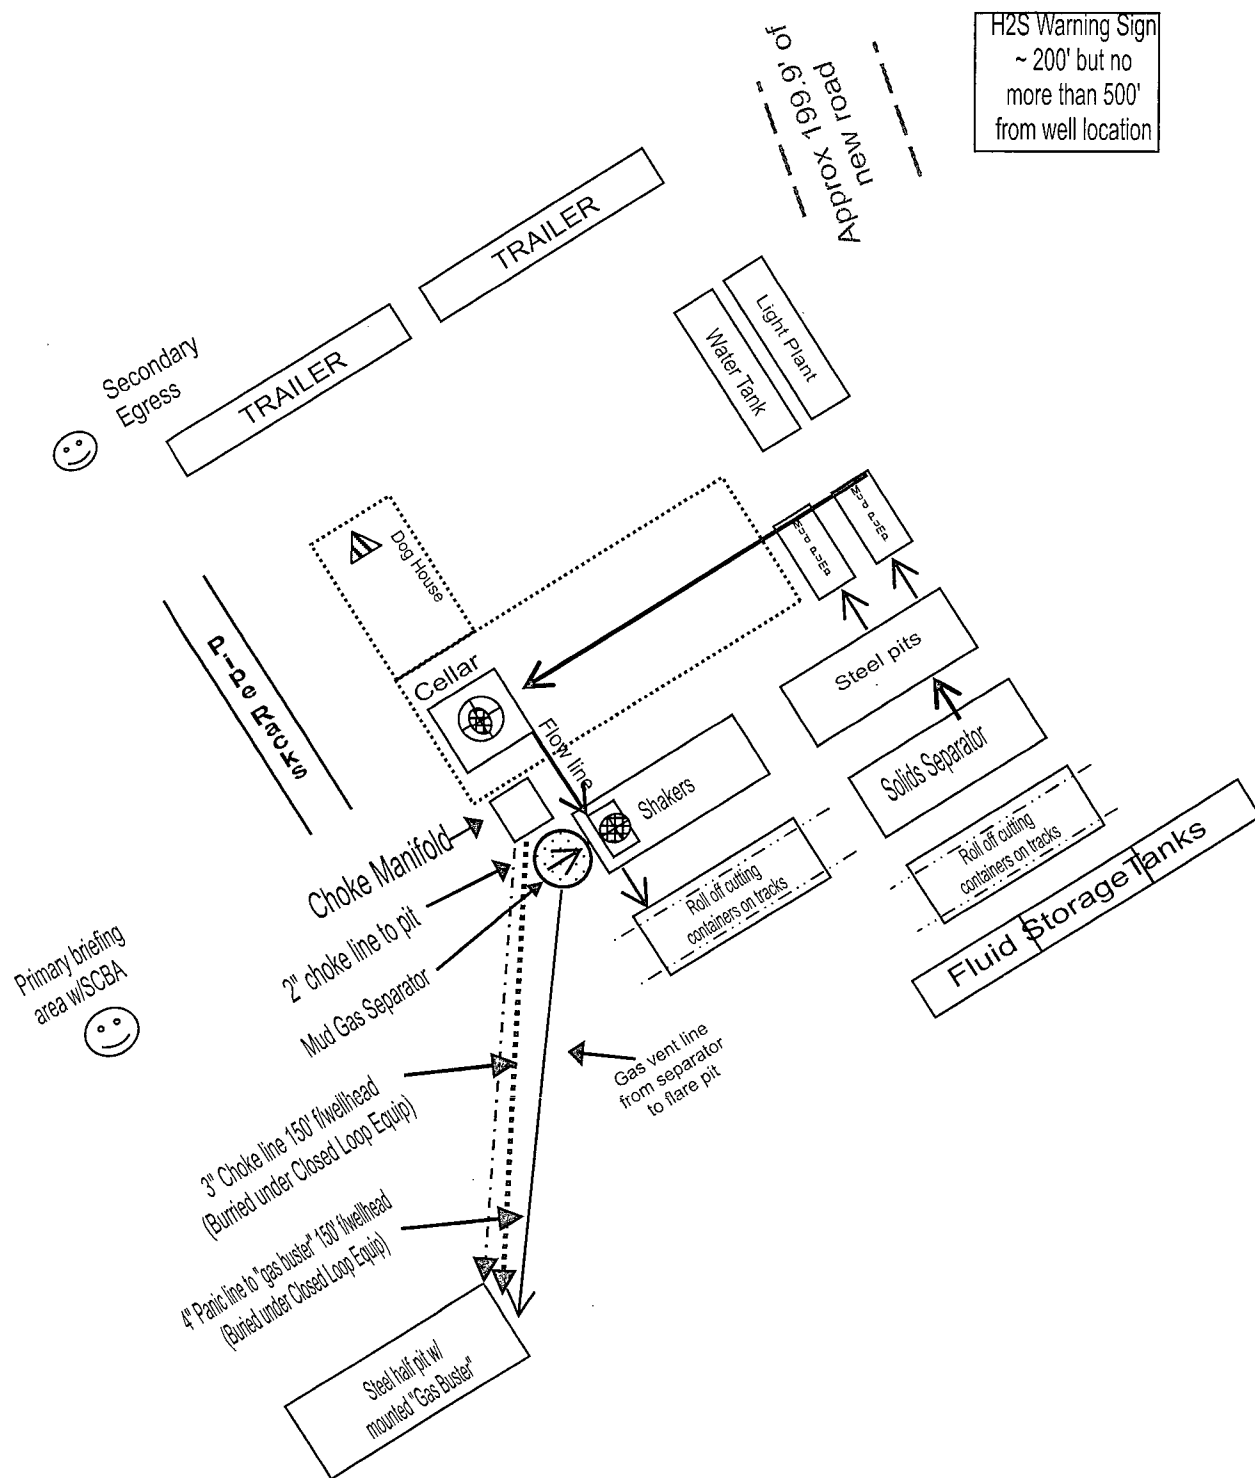 H2S Warning Sign
~ 200' but no
more than 500'
from well location
Approx 199.9' of
new road
TRAILER
TRAILER
Secondary
Egress
Light Plant
Water Tank
Dog House
Pipe Racks
Cellar
Flow line
Steel pits
Solids Separator
Shakers
Roll off cutting
containers on tracks
Roll off cutting
containers on tracks
Fluid StorageTanks
Choke Manifold
2" choke line to pit
Mud Gas Separator
Primary briefing
area w/SCBA
Gas vent line
from separator
to flare pit
3" Choke line 150' f/wellhead
(Burried under Closed Loop Equip)
4" Panic line to "gas buster" 150' f/wellhead
(Buried under Closed Loop Equip)
Steel half pit w/
mounted "Gas Buster"